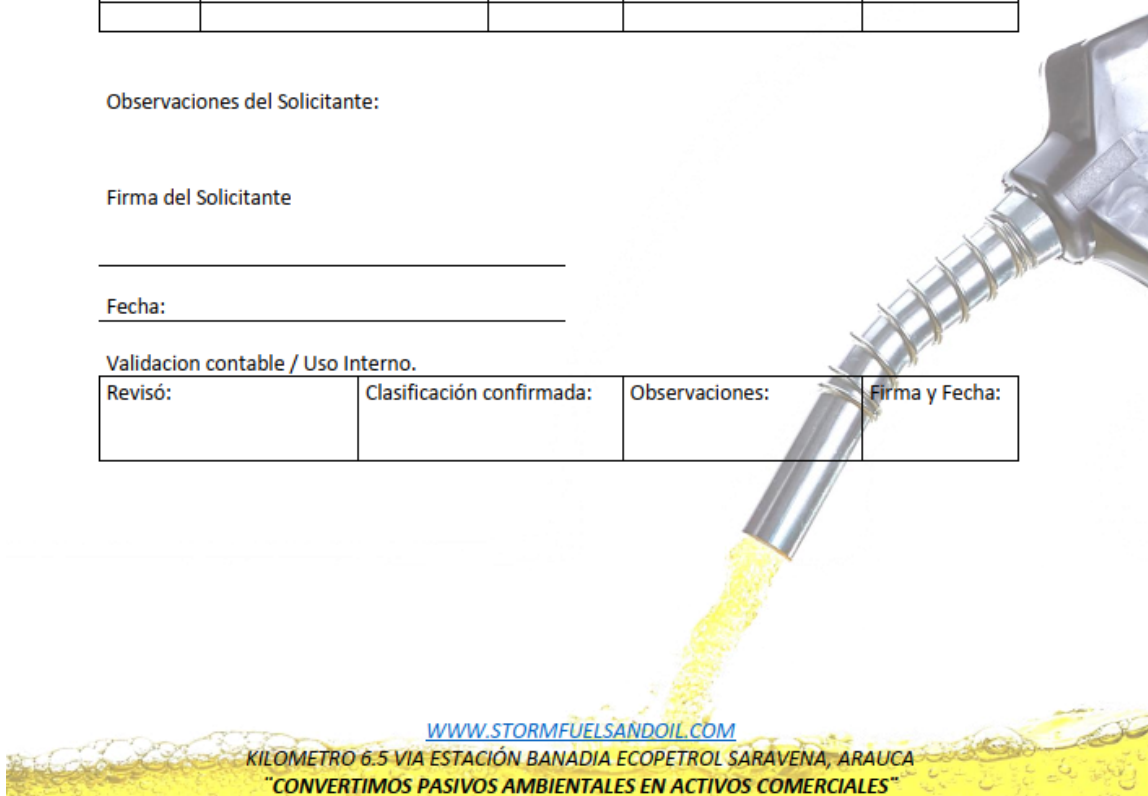 Observaciones del Solicitante:
Firma del Solicitante
Fecha:
Validacion contable / Uso Interno.
Revisó: Clasificación confirmada: Observaciones: Firma y Fecha:
WWW.STORMFUELSANDOIL.COM
KILOMETRO 6.5 VIA ESTACIÓN BANADIA ECOPETROL SARAVENA, ARAUCA
¨CONVERTIMOS PASIVOS AMBIENTALES EN ACTIVOS COMERCIALES¨